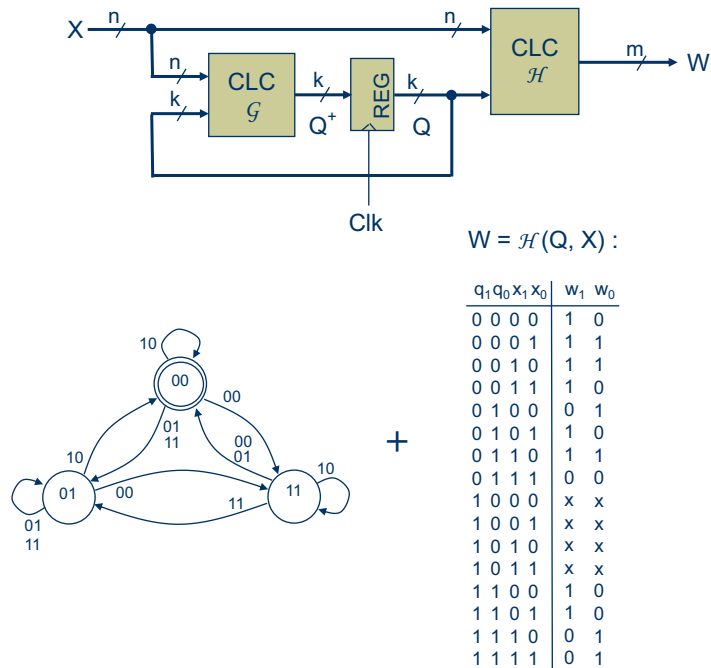 X n n
CLC
ℋ
m W
n
k
CLC
𝒢
k
Q+
REG
k
Q
Clk
W = ℋ(Q, X) :
q1 q0 x1 x0 w1 w0
0 0 0 0 1 0
0 0 0 1 1 1
0 0 1 0 1 1
0 0 1 1 1 0
0 1 0 0 0 1
0 1 0 1 1 0
0 1 1 0 1 1
0 1 1 1 0 0
1 0 0 0 x x
1 0 0 1 x x
1 0 1 0 x x
1 0 1 1 x x
1 1 0 0 1 0
1 1 0 1 1 0
1 1 1 0 0 1
1 1 1 1 0 1
10
00
00
01
11
00
01
10
01
00
11
11
10
01
11
+